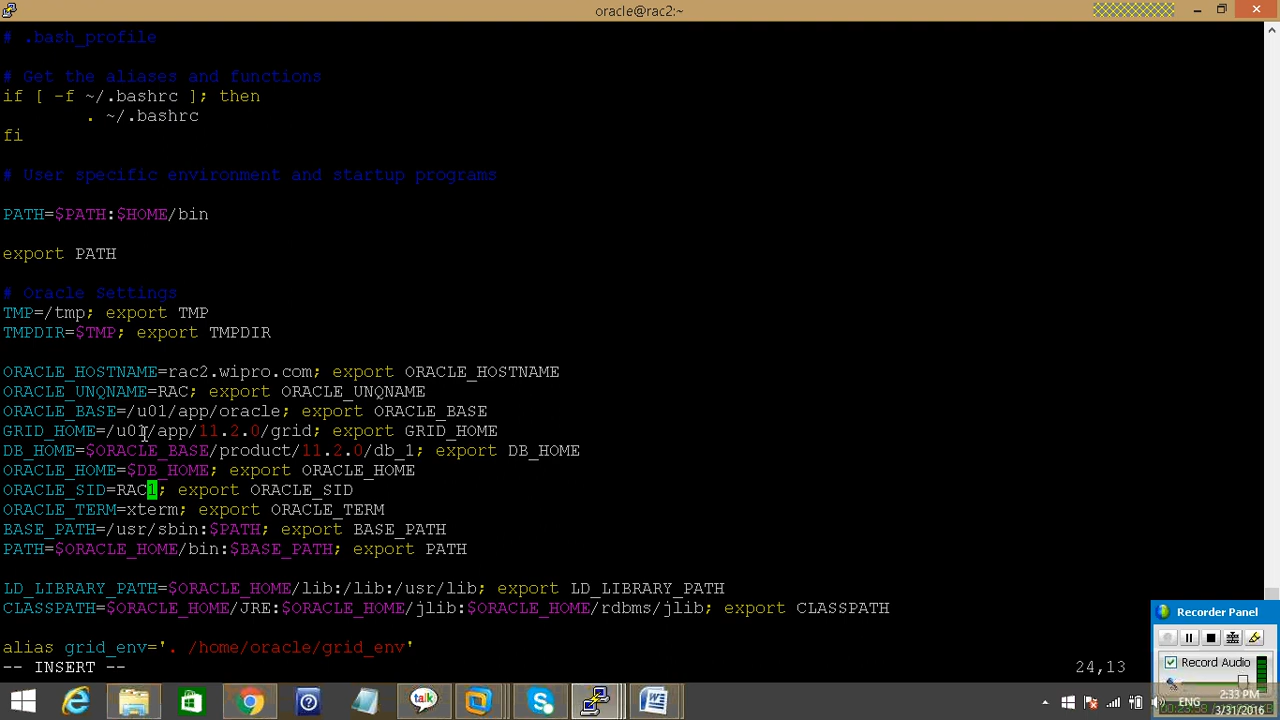 oracle@rac2:~
# .bash_profile
# Get the aliases and functions
if [ -f ~/.bashrc ]; then
. ~/.bashrc
fi
# User specific environment and startup programs
PATH=$PATH:$HOME/bin
export PATH
# Oracle Settings
TMP=/tmp; export TMP
TMPDIR=$TMP; export TMPDIR
ORACLE_HOSTNAME=rac2.wipro.com; export ORACLE_HOSTNAME
ORACLE_UNQNAME=RAC; export ORACLE_UNQNAME
ORACLE_BASE=/u01/app/oracle; export ORACLE_BASE
GRID_HOME=/u01/app/11.2.0/grid; export GRID_HOME
DB_HOME=$ORACLE_BASE/product/11.2.0/db_1; export DB_HOME
ORACLE_HOME=$DB_HOME; export ORACLE_HOME
ORACLE_SID=RAC1; export ORACLE_SID
ORACLE_TERM=xterm; export ORACLE_TERM
BASE_PATH=/usr/sbin:$PATH; export BASE_PATH
PATH=$ORACLE_HOME/bin:$BASE_PATH; export PATH
LD_LIBRARY_PATH=$ORACLE_HOME/lib:/lib:/usr/lib; export LD_LIBRARY_PATH
CLASSPATH=$ORACLE_HOME/JRE:$ORACLE_HOME/jlib:$ORACLE_HOME/rdbms/jlib; export CLASSPATH
alias grid_env='. /home/oracle/grid_env'
-- INSERT -- 24,13
Recorder Panel
Record Audio
talk
ENG
2:33 PM
3/31/2016
00:23:58